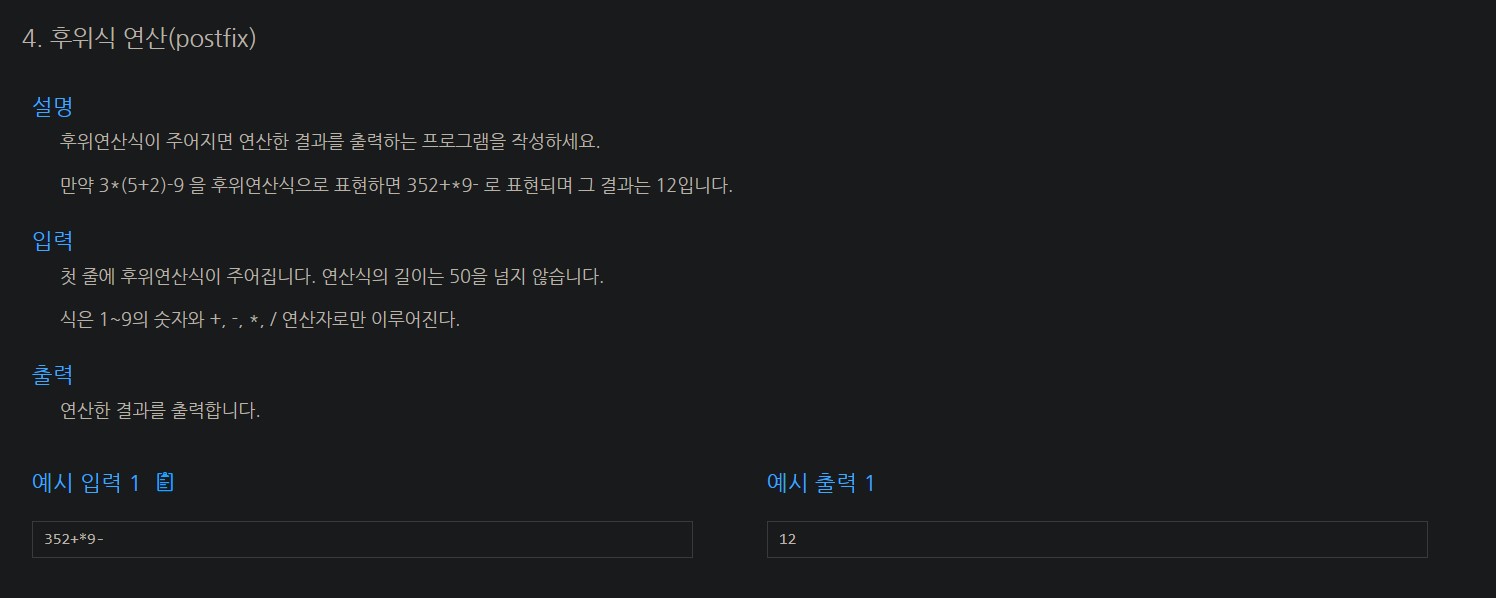 4. 후위식 연산(postfix)
설명
후위연산식이 주어지면 연산한 결과를 출력하는 프로그램을 작성하세요.
만약 3*(5+2)-9 을 후위연산식으로 표현하면 352+*9- 로 표현되며 그 결과는 12입니다.
입력
첫 줄에 후위연산식이 주어집니다. 연산식의 길이는 50을 넘지 않습니다.
식은 1~9의 숫자와 +, -, *, / 연산자로만 이루어진다.
출력
연산한 결과를 출력합니다.
예시 입력 1
352+*9-
예시 출력 1
12